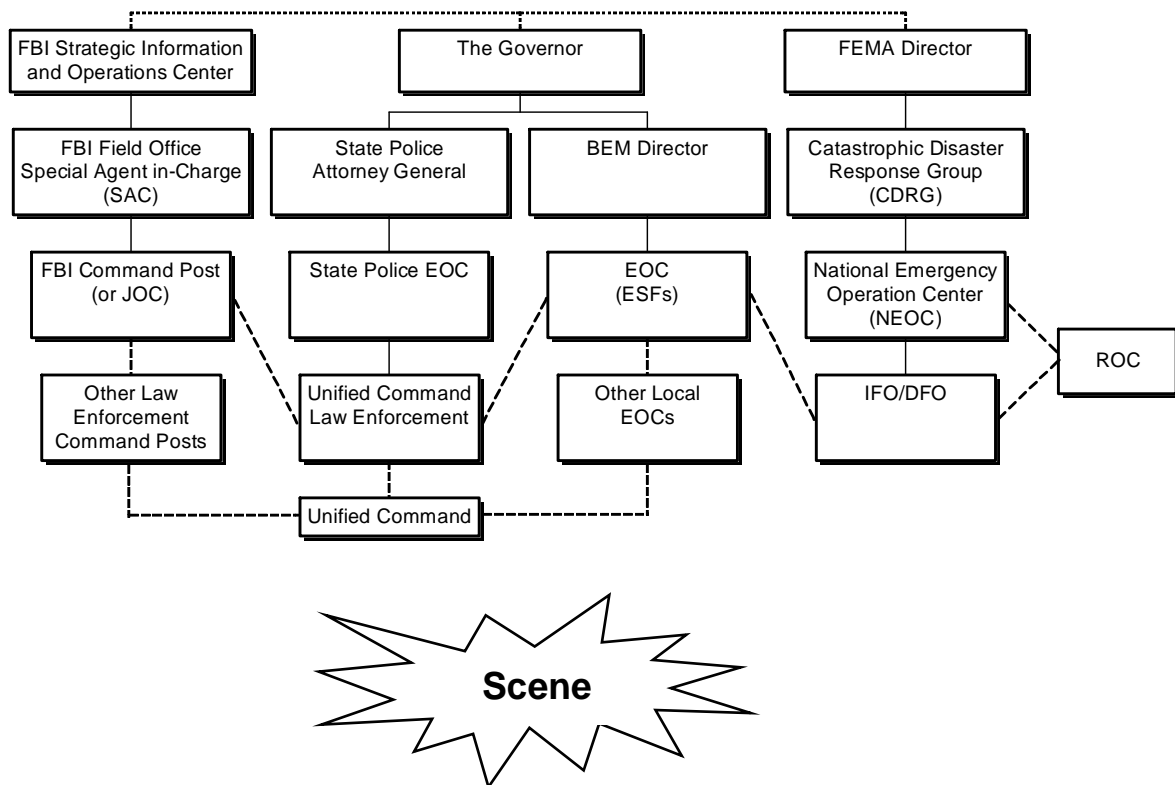 FBI Strategic Information
and Operations Center
The Governor
FEMA Director
FBI Field Office
Special Agent in-Charge
(SAC)
State Police
Attorney General
BEM Director
Catastrophic Disaster
Response Group
(CDRG)
FBI Command Post
(or JOC)
State Police EOC
EOC
(ESFs)
National Emergency
Operation Center
(NEOC)
ROC
Other Law
Enforcement
Command Posts
Unified Command
Law Enforcement
Other Local
EOCs
IFO/DFO
Unified Command
Scene